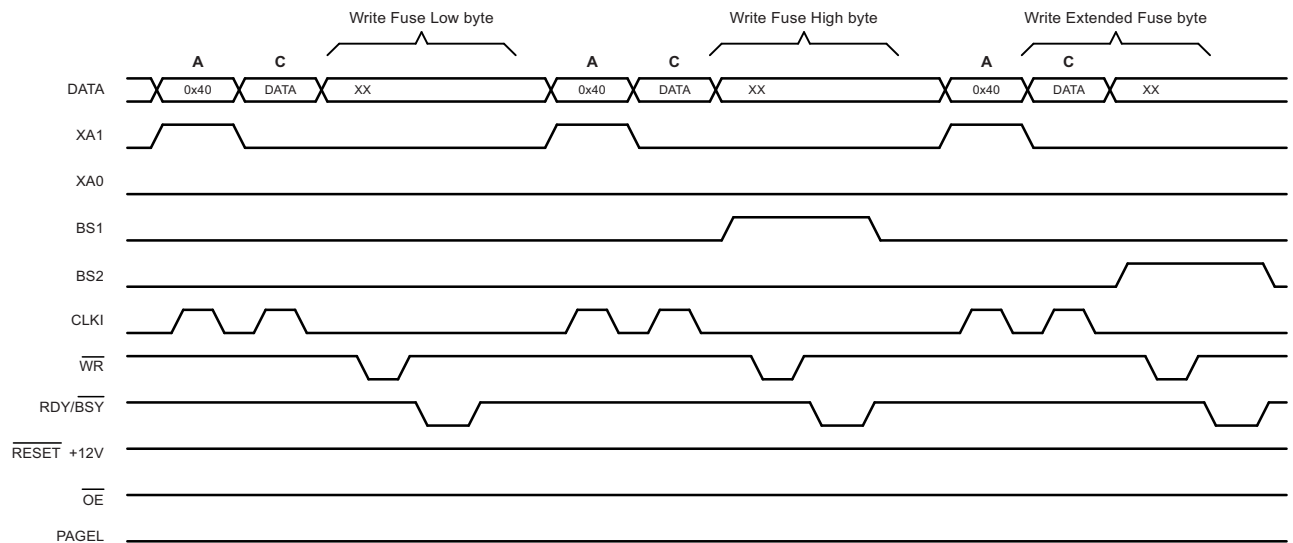 Write Fuse Low byte Write Fuse High byte Write Extended Fuse byte
A C A C A C
DATA 0x40 DATA XX 0x40 DATA XX 0x40 DATA XX
XA1
XA0
BS1
BS2
CLKI
WR
RDY/BSY
RESET +12V
OE
PAGEL